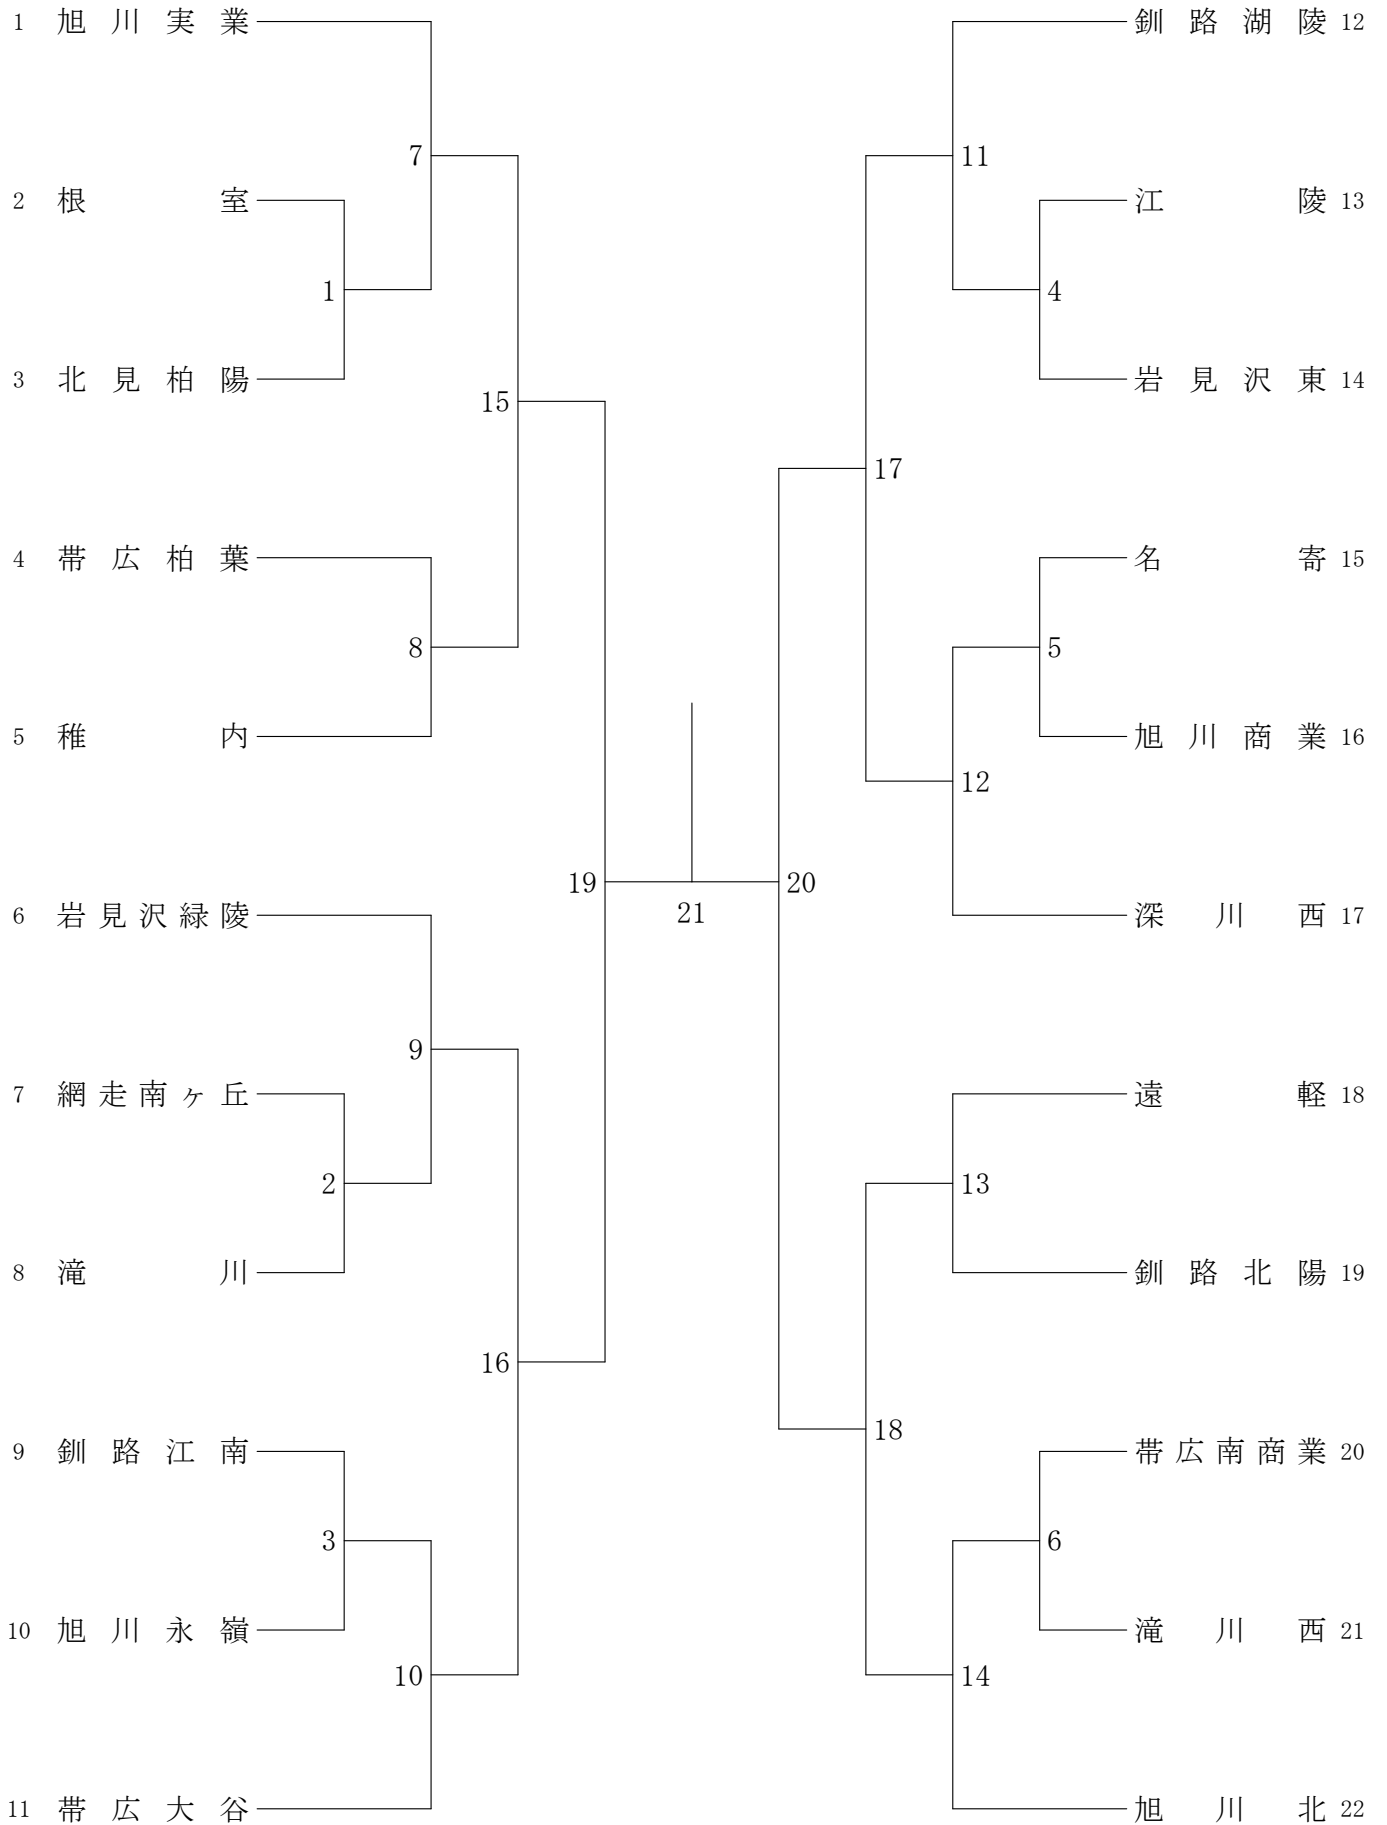 1 旭川実業
7
2 根室
1
3 北見柏陽
15
4 帯広柏葉
8
5 稚内
19
6 岩見沢緑陵
9
7 網走南ヶ丘
2
8 滝川
16
9 釧路江南
3
10 旭川永嶺
10
11 帯広大谷
21
釧路湖陵 12
11
江陵 13
4
岩見沢東 14
17
名寄 15
5
旭川商業 16
12
20
深川西 17
遠軽 18
13
釧路北陽 19
18
帯広南商業 20
6
滝川西 21
14
旭川北 22